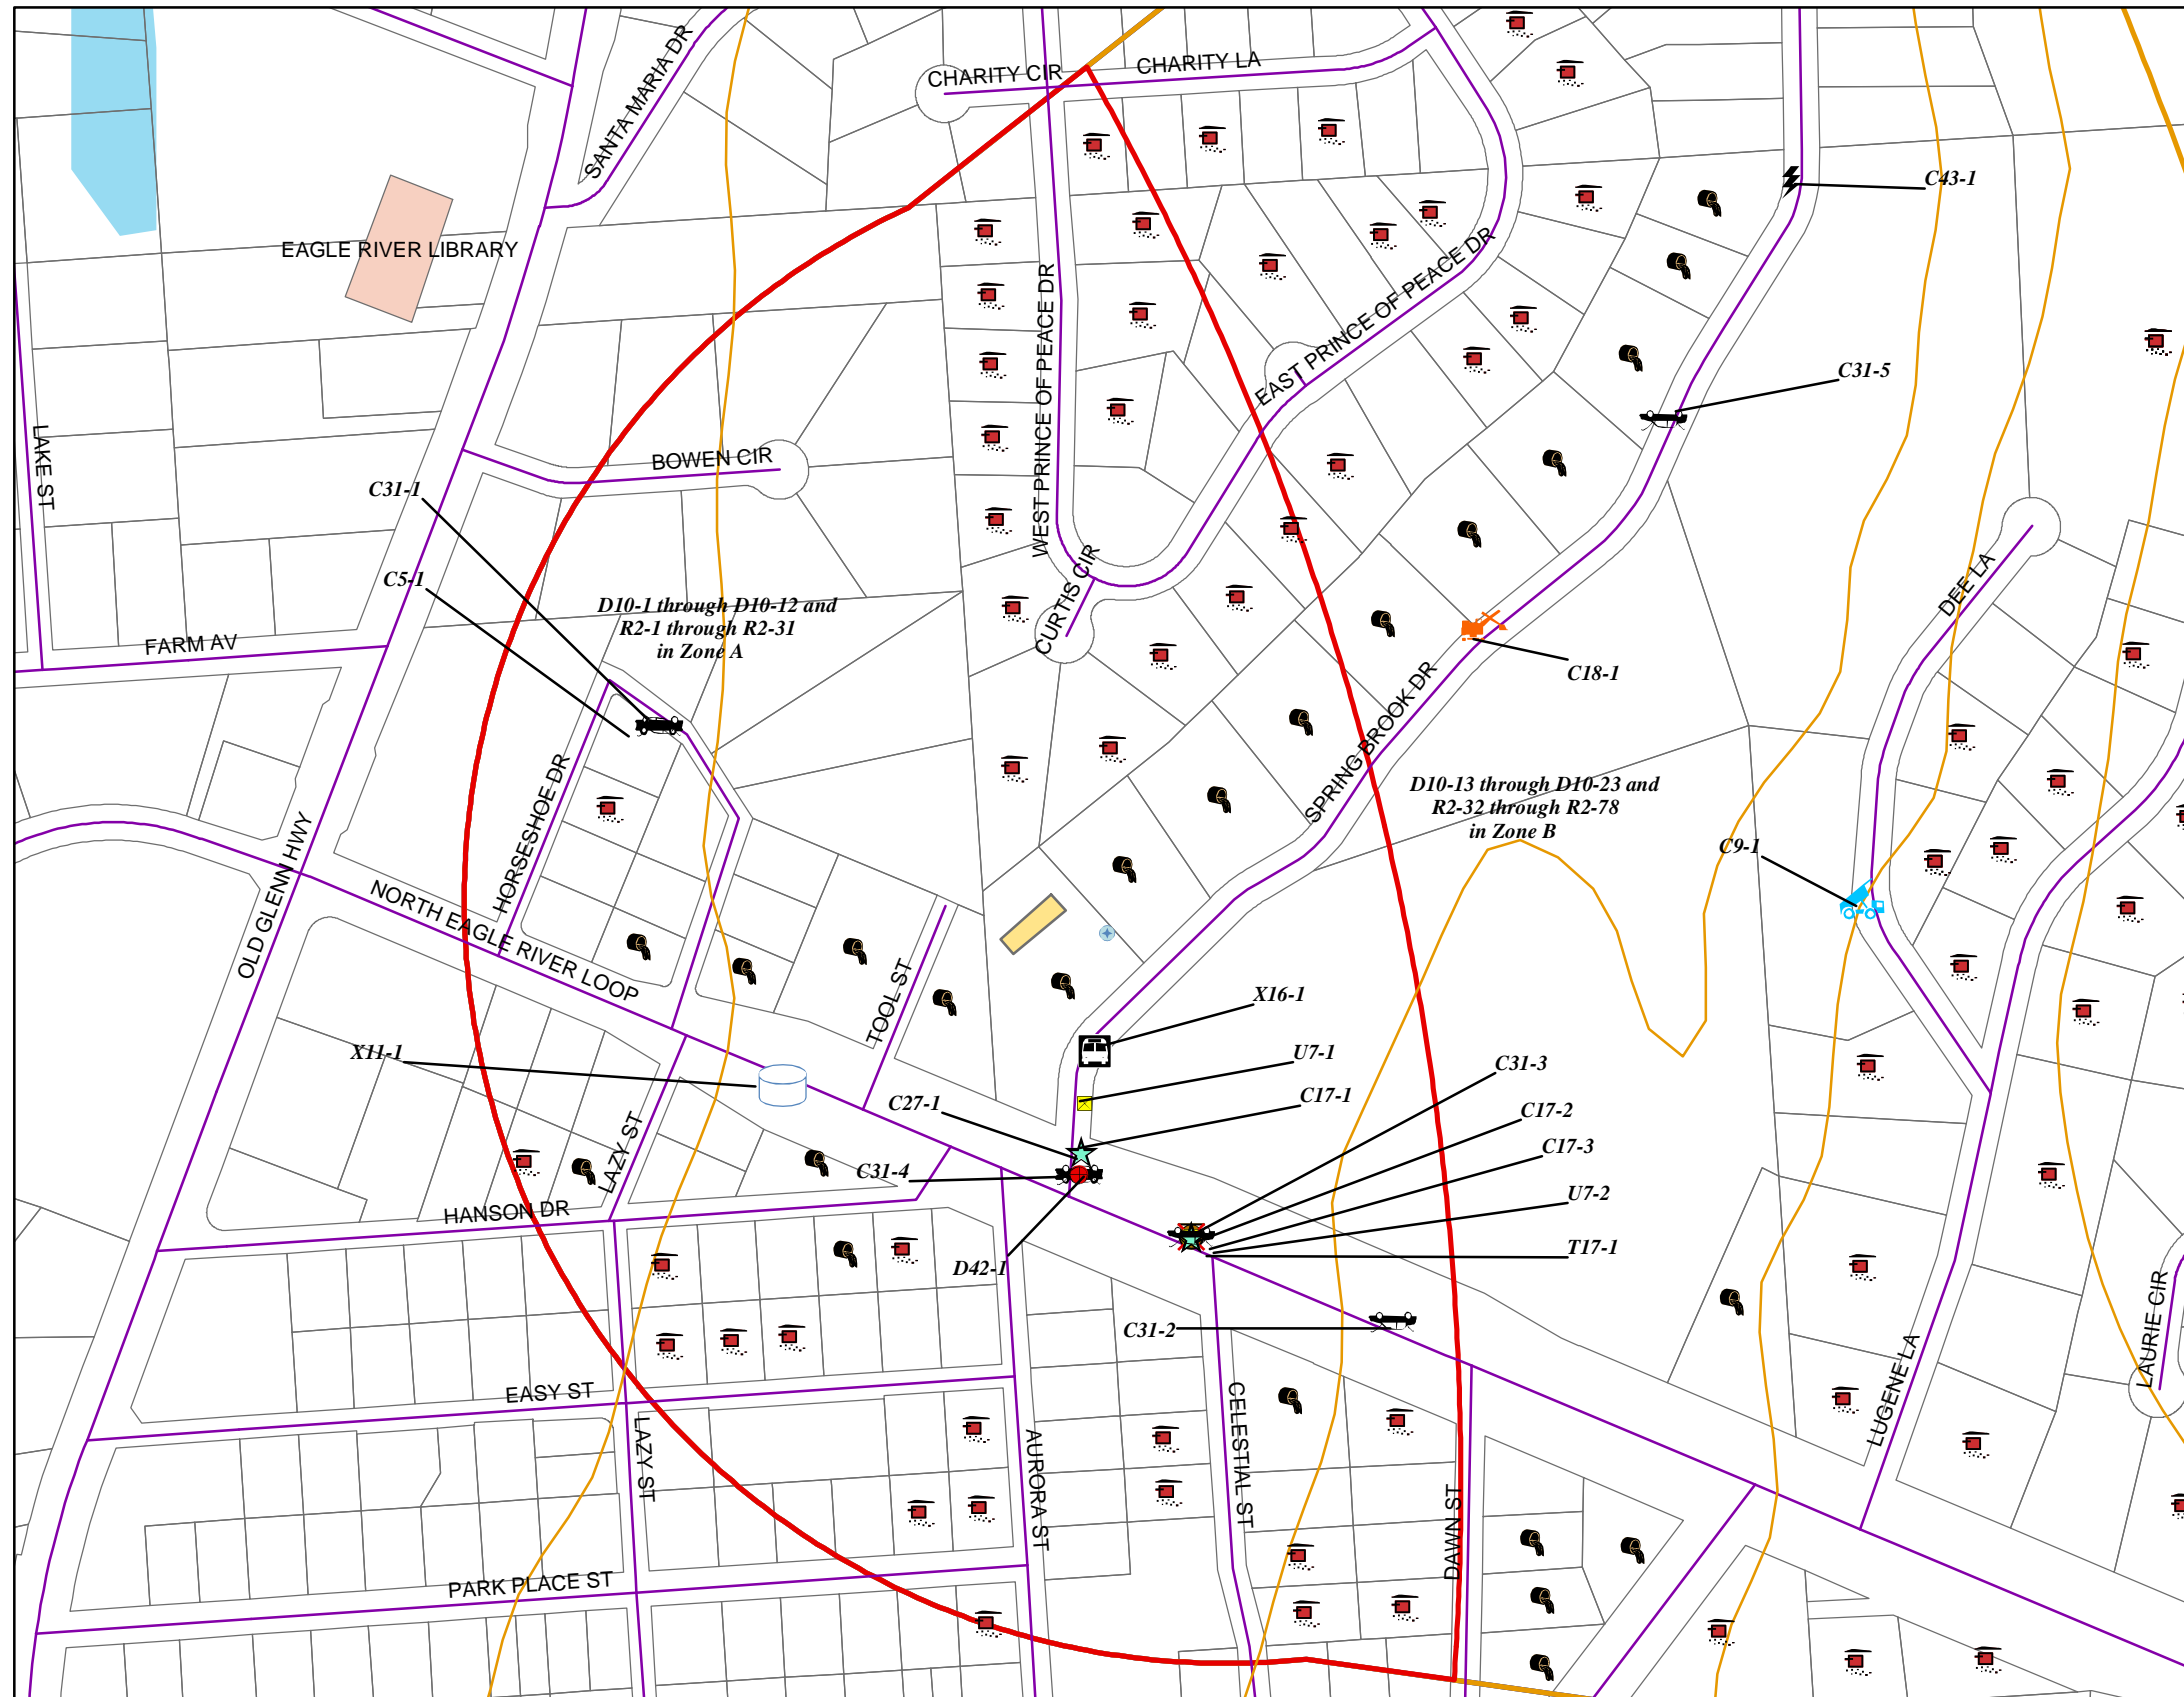 SANTA MARIA DR
CHARITY CIR
CHARITY LA
C43-1
EAGLE RIVER LIBRARY
WEST PRINCE OF PEACE DR
EAST PRINCE OF PEACE DR
C31-5
LAKE ST
BOWEN CIR
C31-1
C5-1
D10-1 through D10-12 and
R2-1 through R2-31
in Zone A
CURTIS CIR
DEE LA
FARM AV
C18-1
SPRING BROOK DR
HORSESHOE DR
D10-13 through D10-23 and
R2-32 through R2-78
in Zone B
C9-1
OLD GLENN HWY
NORTH EAGLE RIVER LOOP
TOOL ST
X16-1
X11-1
U7-1
C31-3
C27-1
C17-1
C17-2
LAZY ST
C17-3
C31-4
U7-2
HANSON DR
T17-1
D42-1
C31-2
LAURIE CIR
EASY ST
LUGENE LA
LAZY ST
AURORA ST
CELESTIAL ST
DAWN ST
PARK PLACE ST